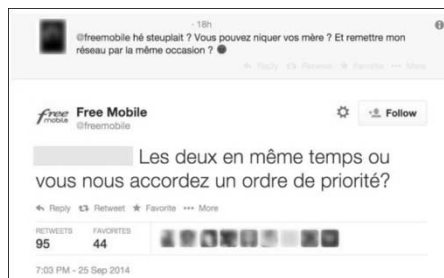 - 18h
@freemobile hé steuplait ? Vous pouvez niquer vos mère ? Et remettre mon
réseau par la même occasion ?
Reply Retweet Favorite ••• More
free
mobile
Free Mobile
@freemobile
Follow
Les deux en même temps ou
vous nous accordez un ordre de priorité?
Reply Retweet Favorite ••• More
RETWEETS FAVORITES
95 44
7:03 PM - 25 Sep 2014